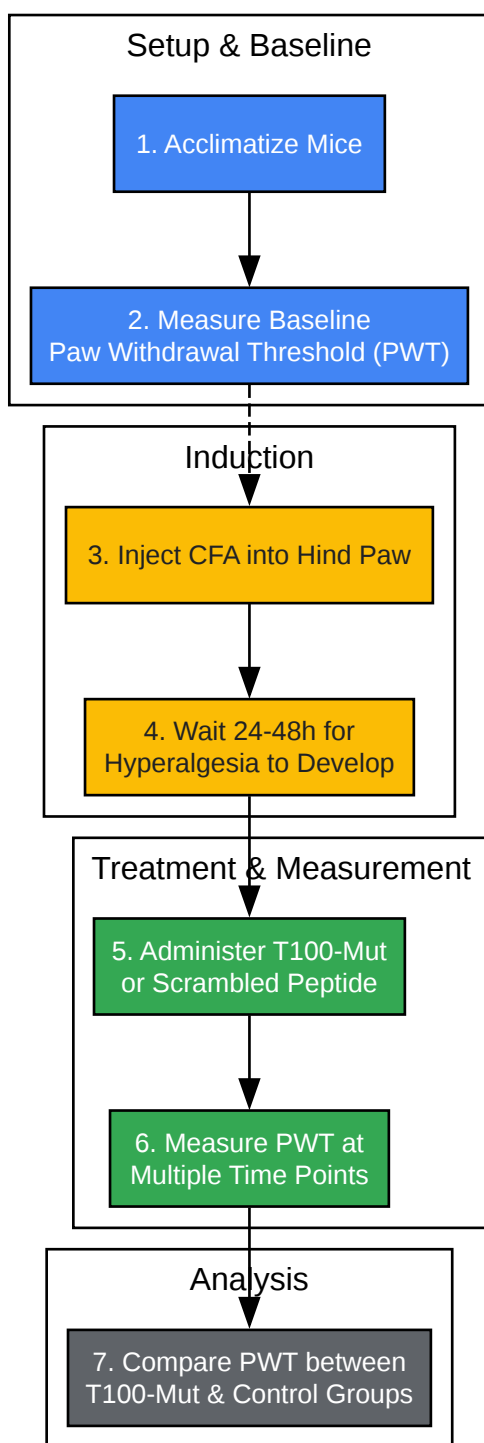 Setup & Baseline
1. Acclimatize Mice
2. Measure Baseline
Paw Withdrawal Threshold (PWT)
Induction
3. Inject CFA into Hind Paw
4. Wait 24-48h for
Hyperalgesia to Develop
Treatment & Measurement
5. Administer T100-Mut
or Scrambled Peptide
6. Measure PWT at
Multiple Time Points
Analysis
7. Compare PWT between
T100-Mut & Control Groups